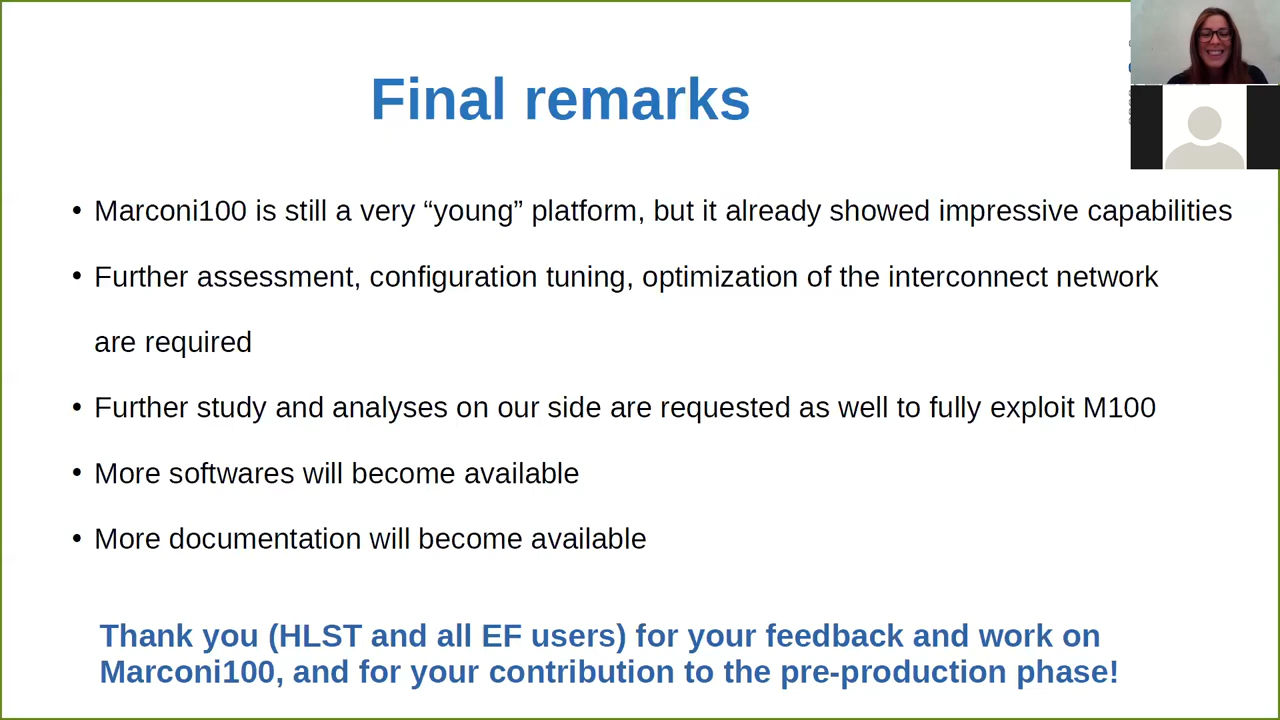 Final remarks
• Marconi100 is still a very “young” platform, but it already showed impressive capabilities
• Further assessment, configuration tuning, optimization of the interconnect network
are required
• Further study and analyses on our side are requested as well to fully exploit M100
• More softwares will become available
• More documentation will become available
Thank you (HLST and all EF users) for your feedback and work on
Marconi100, and for your contribution to the pre-production phase!